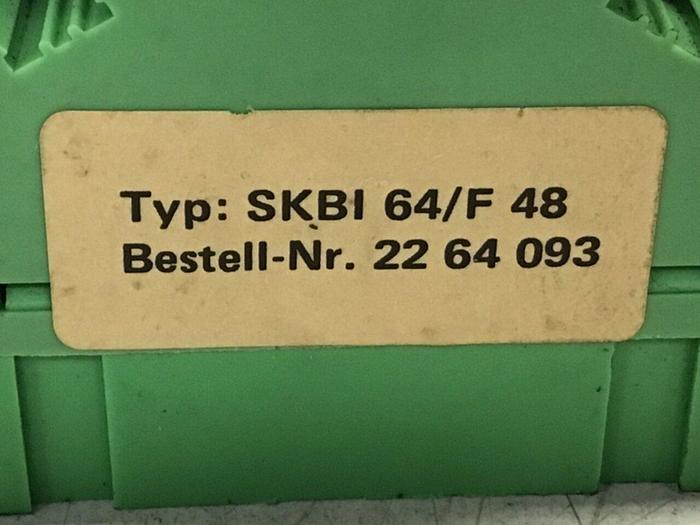 Typ: SKBI 64/F 48
Bestell-Nr. 22 64 093